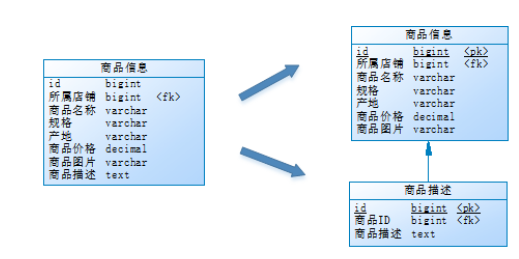 商品信息
id bigint
所属店铺 bigint <fk>
商品名称 varchar
规格 varchar
产地 varchar
商品价格 decimal
商品图片 varchar
商品描述 text
商品信息
id bigint <pk>
所属店铺 bigint <fk>
商品名称 varchar
规格 varchar
产地 varchar
商品价格 decimal
商品图片 varchar
商品描述
id bigint <pk>
商品ID bigint <fk>
商品描述 text